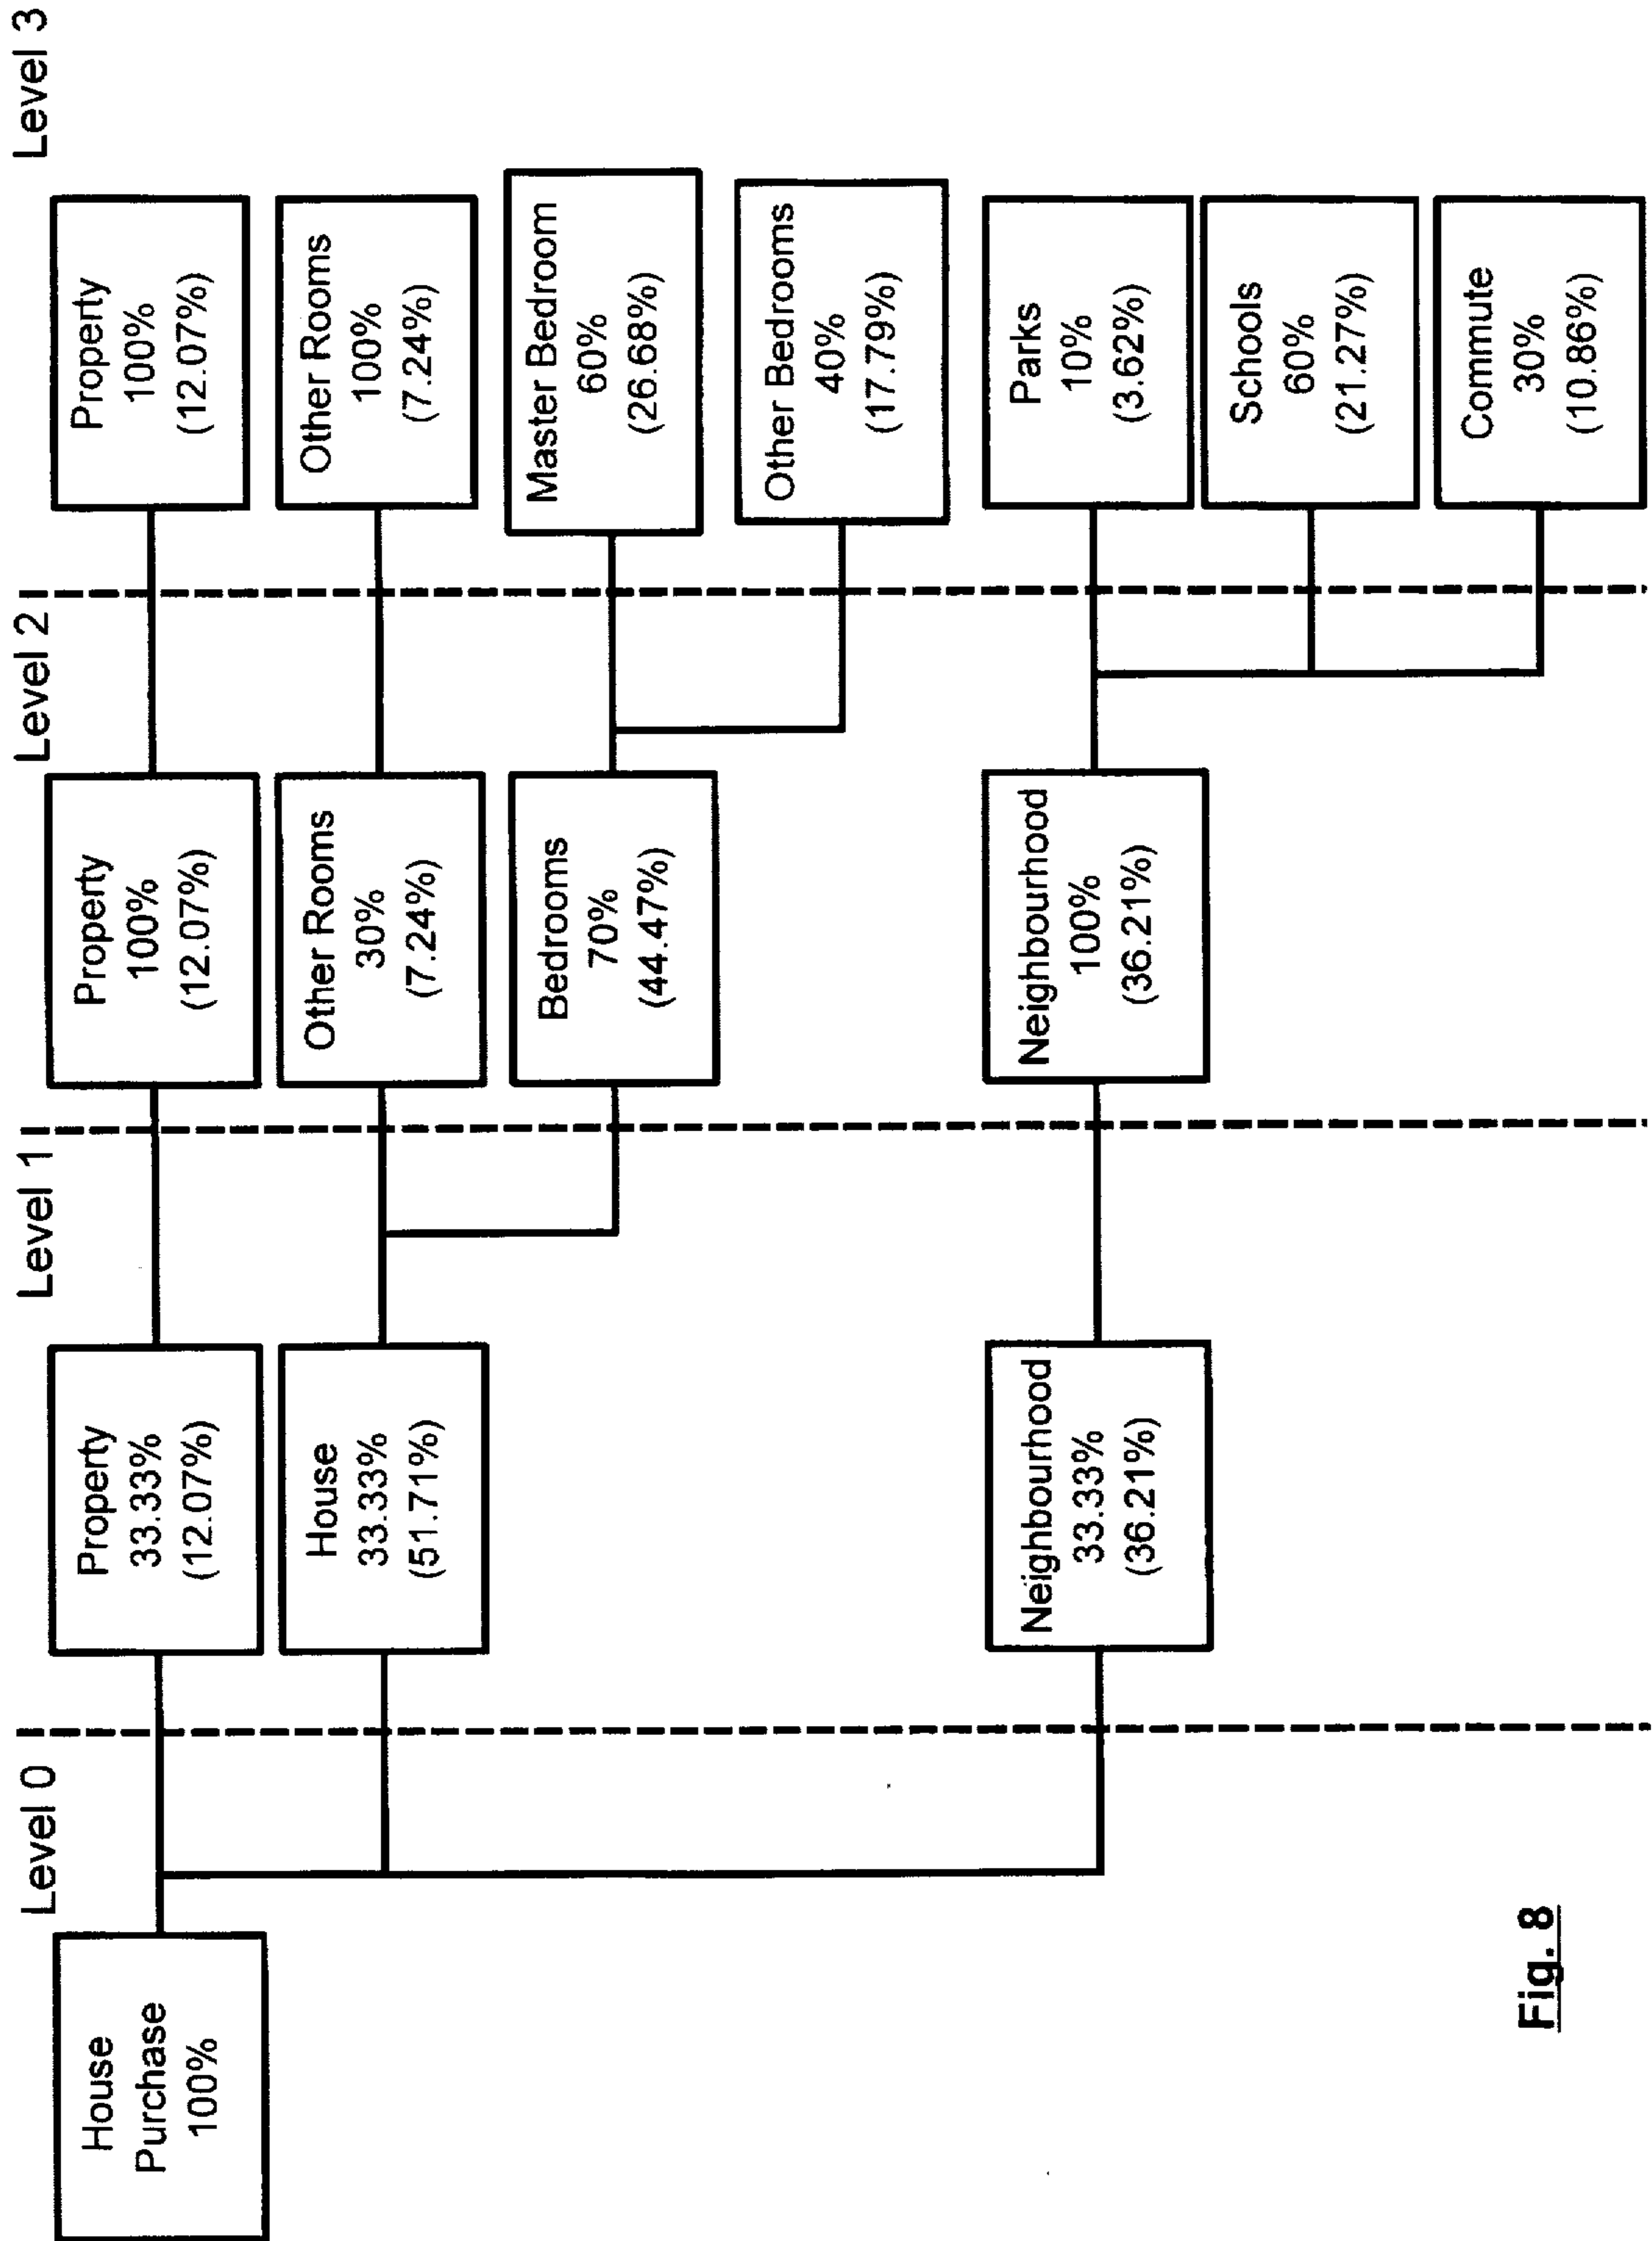 Level 0
Level 1
Level 2
Level 3
House
Purchase
100%
Property
33.33%
(12.07%)
House
33.33%
(51.71%)
Neighbourhood
33.33%
(36.21%)
Property
100%
(12.07%)
Other Rooms
30%
(7.24%)
Bedrooms
70%
(44.47%)
Neighbourhood
100%
(36.21%)
Property
100%
(12.07%)
Other Rooms
100%
(7.24%)
Master Bedroom
60%
(26.68%)
Other Bedrooms
40%
(17.79%)
Parks
10%
(3.62%)
Schools
60%
(21.27%)
Commute
30%
(10.86%)
Fig. 8